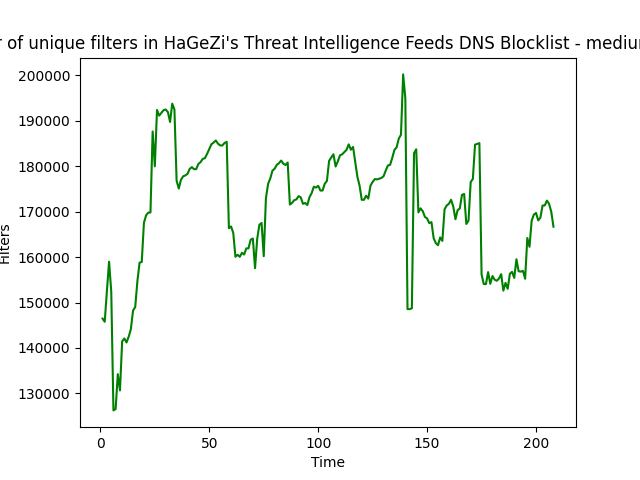 r of unique filters in HaGeZi's Threat Intelligence Feeds DNS Blocklist - mediu
200000
190000
180000
170000
160000
150000
140000
130000
Filters
0 50 100 150 200
Time